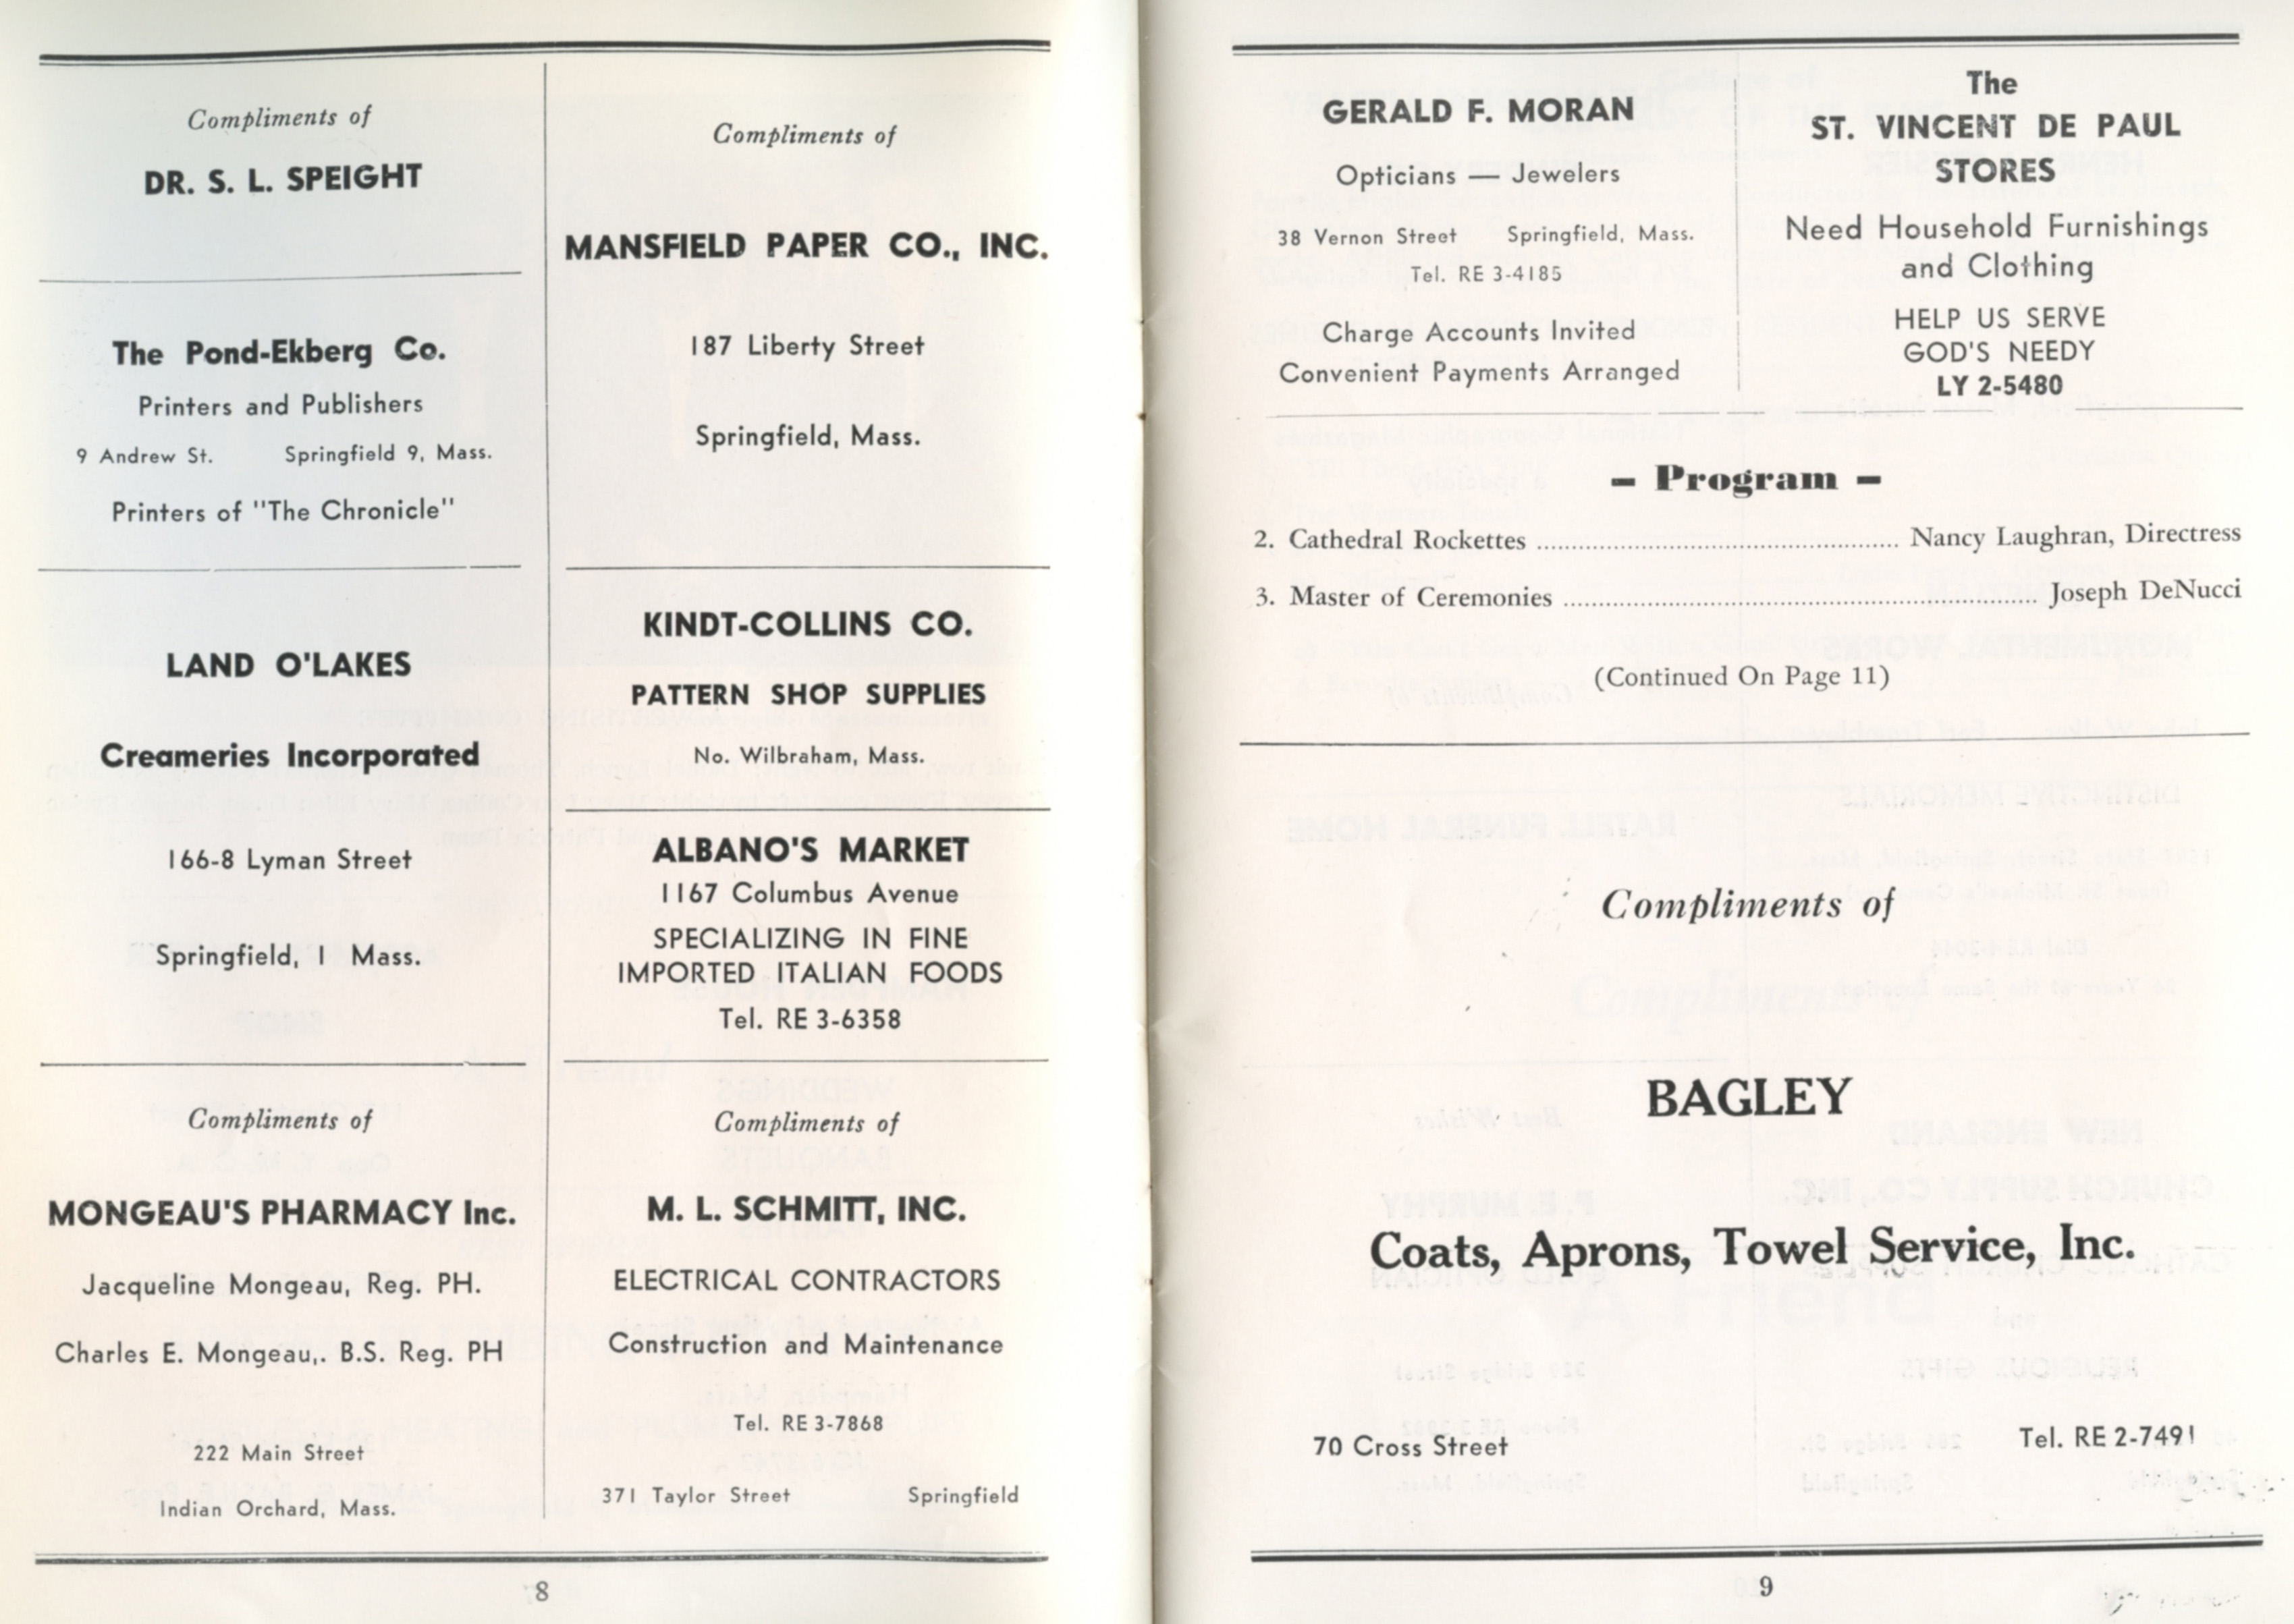 Compliments of
DR. S. L. SPEIGHT
The Pond-Ekberg Co.
Printers and Publishers
9 Andrew St. Springfield 9, Mass.
Printers of "The Chronicle"
LAND O'LAKES
Creameries Incorporated
166-8 Lyman Street
Springfield, 1 Mass.
Compliments of
MONGEAU'S PHARMACY Inc.
Jacqueline Mongeau, Reg. PH.
Charles E. Mongeau,. B.S. Reg. PH
222 Main Street
Indian Orchard, Mass.
Compliments of
MANSFIELD PAPER CO., INC.
187 Liberty Street
Springfield, Mass.
KINDT-COLLINS CO.
PATTERN SHOP SUPPLIES
No. Wilbraham, Mass.
ALBANO'S MARKET
1167 Columbus Avenue
SPECIALIZING IN FINE
IMPORTED ITALIAN FOODS
Tel. RE 3-6358
Compliments of
M. L. SCHMITT, INC.
ELECTRICAL CONTRACTORS
Construction and Maintenance
Tel. RE 3-7868
371 Taylor Street Springfield
8
GERALD F. MORAN
Opticians — Jewelers
38 Vernon Street Springfield, Mass.
Tel. RE 3-4185
Charge Accounts Invited
Convenient Payments Arranged
The
ST. VINCENT DE PAUL
STORES
Need Household Furnishings
and Clothing
HELP US SERVE
GOD'S NEEDY
LY 2-5480
- Program -
2. Cathedral Rockettes ........ Nancy Laughran, Directress
3. Master of Ceremonies ........ Joseph DeNucci
(Continued On Page 11)
Compliments of
BAGLEY
Coats, Aprons, Towel Service, Inc.
70 Cross Street Tel. RE 2-7491
9